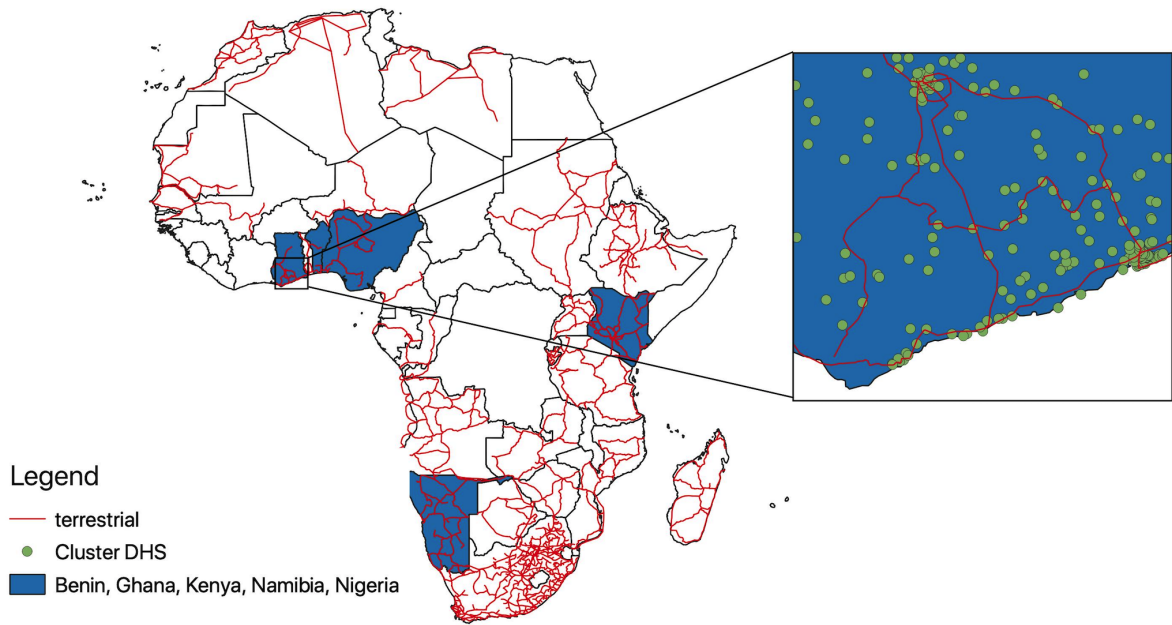 Legend
terrestrial
Cluster DHS
Benin, Ghana, Kenya, Namibia, Nigeria